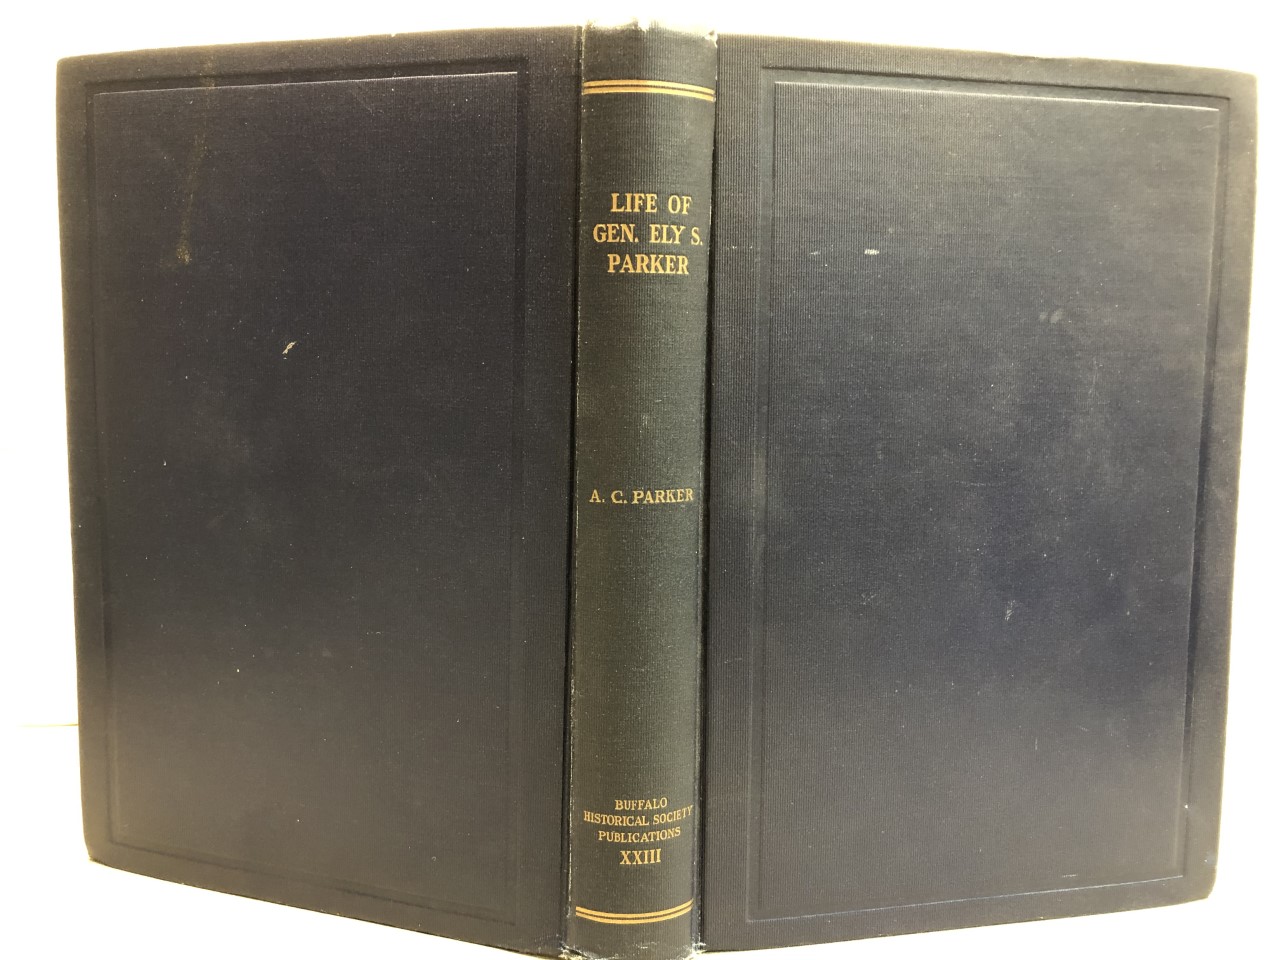 LIFE OF
GEN. ELY S.
PARKER
A. C. PARKER
BUFFALO
HISTORICAL SOCIETY
PUBLICATIONS
XXIII